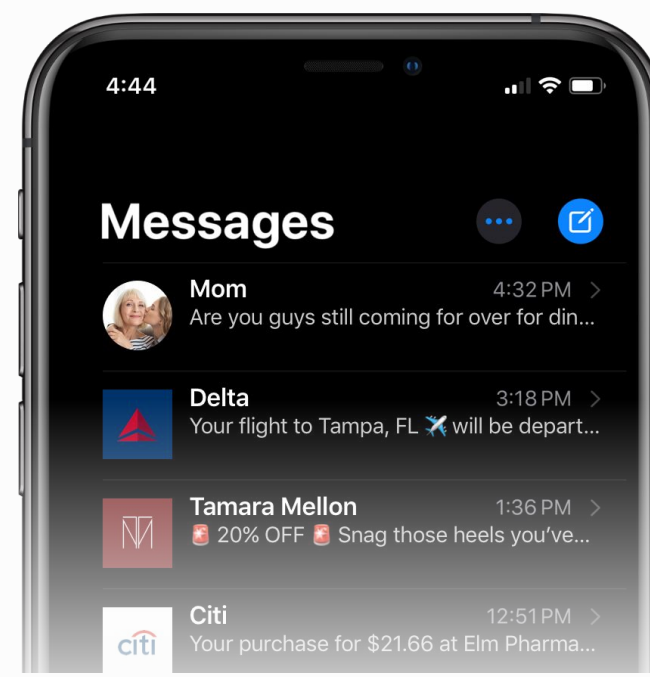 4:44
Messages
Mom
4:32 PM
Are you guys still coming for over for din...
Delta
3:18 PM
Your flight to Tampa, FL ✈️ will be depart...
Tamara Mellon
1:36 PM
🚨 20% OFF 🚨 Snag those heels you’ve...
Citi
12:51 PM
citi
Your purchase for $21.66 at Elm Pharma...